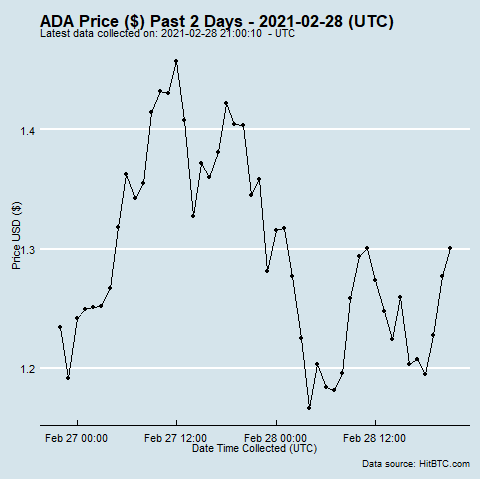 ADA Price ($) Past 2 Days - 2021-02-28 (UTC)
Latest data collected on: 2021-02-28 21:00:10  - UTC
Price USD ($)
1.4
1.3
1.2
Feb 27 00:00 Feb 27 12:00 Feb 28 00:00 Feb 28 12:00
Date Time Collected (UTC)
Data source: HitBTC.com